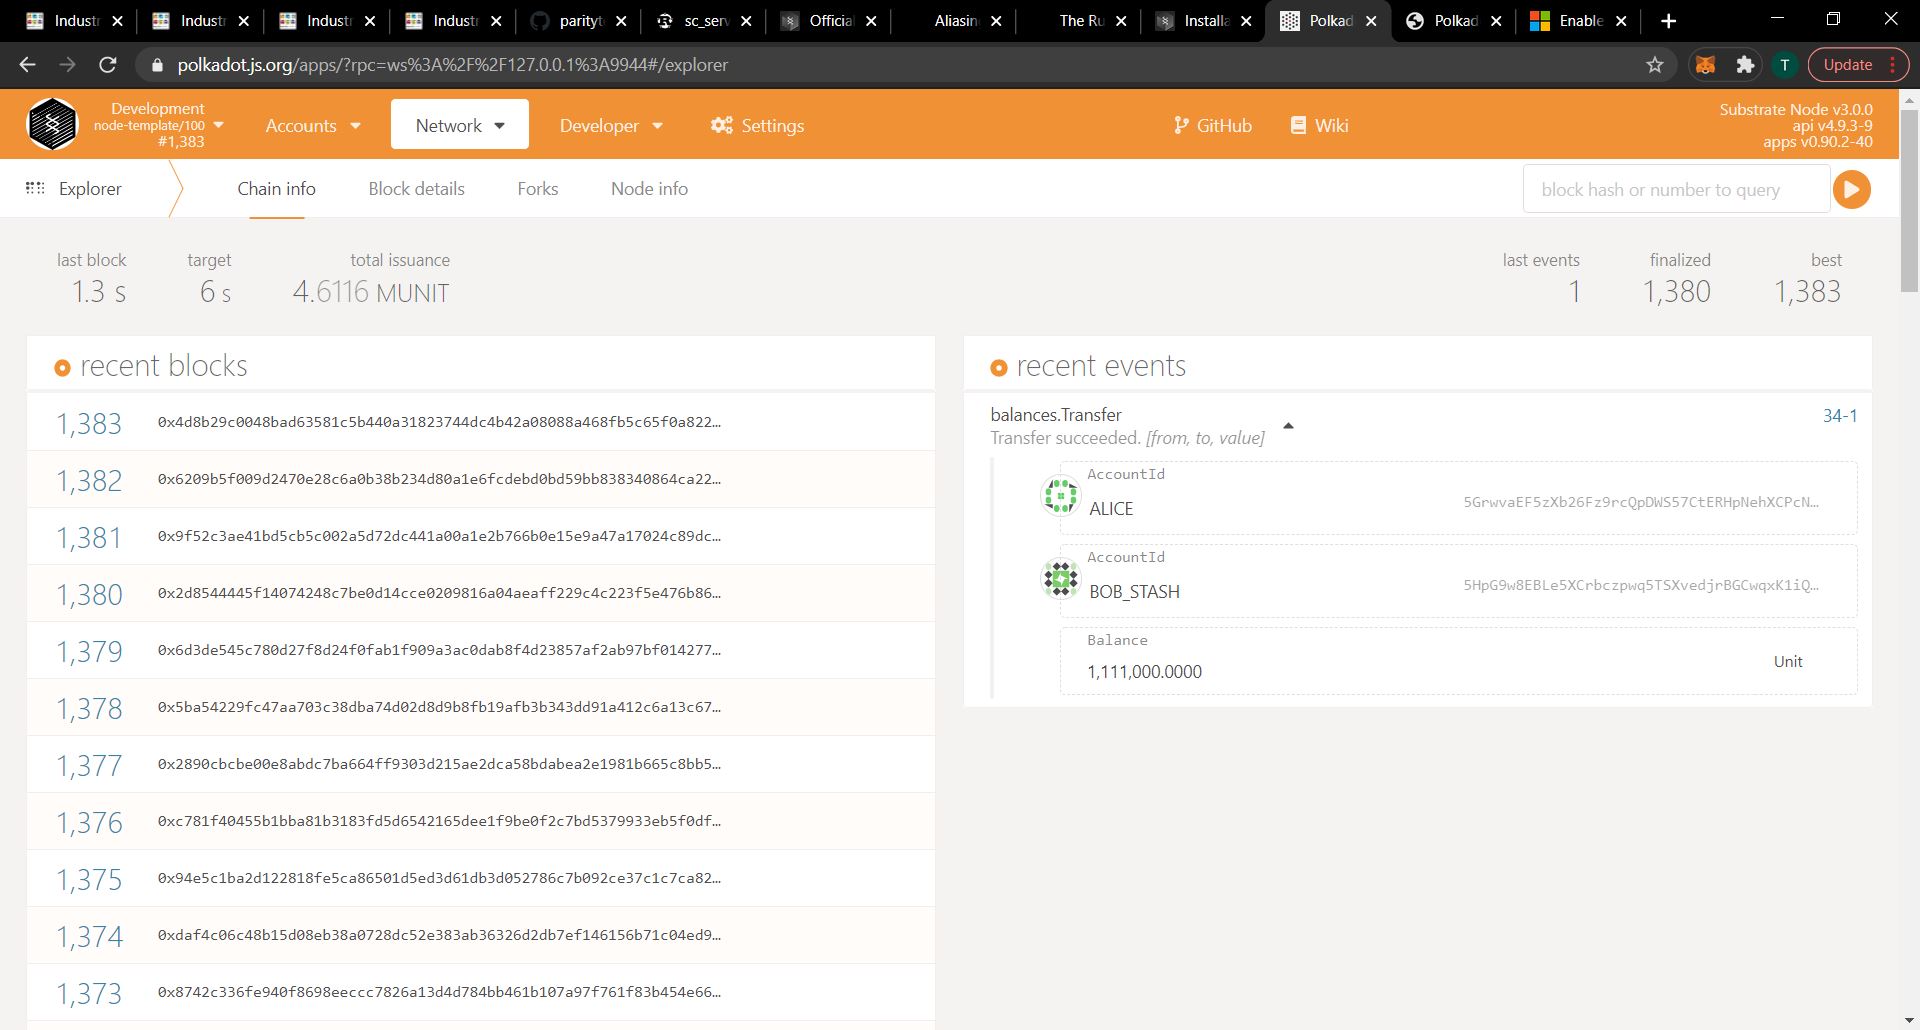 Industr
Industr
Industr
Industr
parityte
sc_serv
Official
Aliasin
The Ru
Installa
Polkad
Polkad
Enable
polkadot.js.org/apps/?rpc=ws%3A%2F%2F127.0.0.1%3A9944#/explorer
T
Update
Development
node-template/100
#1,383
Accounts
Network
Developer
Settings
GitHub
Wiki
Substrate Node v3.0.0
api v4.9.3-9
apps v0.90.2-40
Explorer
Chain info
Block details
Forks
Node info
block hash or number to query
last block
1.3 s
target
6 s
total issuance
4.6116 MUNIT
last events
1
finalized
1,380
best
1,383
recent blocks
1,383 0x4d8b29c0048bad63581c5b440a31823744dc4b42a08088a468fb5c65f0a822…
1,382 0x6209b5f009d2470e28c6a0b38b234d80a1e6fcdebd0bd59bb838340864ca22…
1,381 0x9f52c3ae41bd5cb5c002a5d72dc441a00a1e2b766b0e15e9a47a17024c89dc…
1,380 0x2d8544445f14074248c7be0d14cce0209816a04aeaff229c4c223f5e476b86…
1,379 0x6d3de545c780d27f8d24f0fab1f909a3ac0dab8f4d23857af2ab97bf014277…
1,378 0x5ba54229fc47aa703c38dba74d02d8d9b8fb19afb3b343dd91a412c6a13c67…
1,377 0x2890cbcbe00e8abdc7ba664ff9303d215ae2dca58bdabea2e1981b665c8bb5…
1,376 0xc781f40455b1bba81b3183fd5d6542165dee1f9be0f2c7bd5379933eb5f0df…
1,375 0x94e5c1ba2d122818fe5ca86501d5ed3d61db3d052786c7b092ce37c1c7ca82…
1,374 0xdaf4c06c48b15d08eb38a0728dc52e383ab36326d2db7ef146156b71c04ed9…
1,373 0x8742c336fe940f8698eeccc7826a13d4d784bb461b107a97f761f83b454e66…
recent events
balances.Transfer
34-1
Transfer succeeded. [from, to, value]
AccountId
ALICE
5GrwvaEF5zXb26Fz9rcQpDWS57CtERHpNehXCPcN…
AccountId
BOB_STASH
5HpG9w8EBLe5XCrbczpwq5TSXvedjrBGCwqxK1iQ…
Balance
1,111,000.0000
Unit